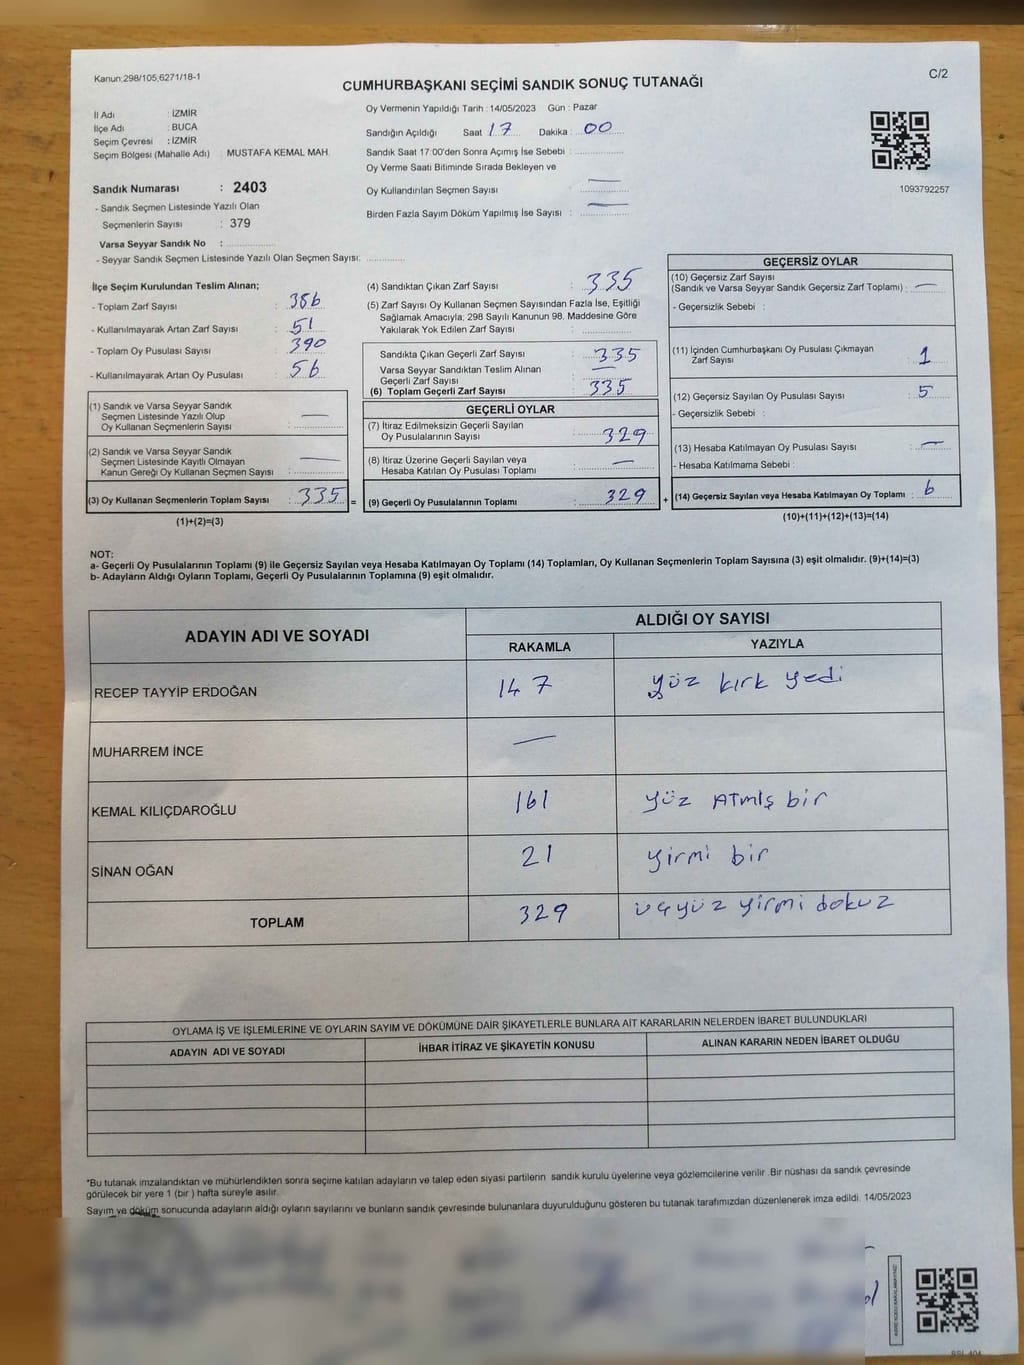 Kanun;298/105,6271/18-1
C/2
CUMHURBAŞKANI SEÇİMİ SANDIK SONUÇ TUTANAĞI
İl Adı : İZMİR
İlçe Adı : BUCA
Seçim Çevresi : İZMİR
Seçim Bölgesi (Mahalle Adı) MUSTAFA KEMAL MAH.
Sandık Numarası : 2403
- Sandık Seçmen Listesinde Yazılı Olan
Seçmenlerin Sayısı : 379
Varsa Seyyar Sandık No :
- Seyyar Sandık Seçmen Listesinde Yazılı Olan Seçmen Sayısı:
Oy Vermenin Yapıldığı Tarih : 14/05/2023 Gün : Pazar
Sandığın Açıldığı Saat 17 Dakika : 00
Sandık Saat 17:00'den Sonra Açımış İse Sebebi :
Oy Verme Saati Bitiminde Sırada Bekleyen ve
Oy Kullandırılan Seçmen Sayısı : —
Birden Fazla Sayım Döküm Yapılmış İse Sayısı : —
1093792257
İlçe Seçim Kurulundan Teslim Alınan;
- Toplam Zarf Sayısı : 386
- Kullanılmayarak Artan Zarf Sayısı : 51
- Toplam Oy Pusulası Sayısı : 390
- Kullanılmayarak Artan Oy Pusulası : 56
(1) Sandık ve Varsa Seyyar Sandık
Seçmen Listesinde Yazılı Olup
Oy Kullanan Seçmenlerin Sayısı : —
(2) Sandık ve Varsa Seyyar Sandık
Seçmen Listesinde Kayıtlı Olmayan
Kanun Gereği Oy Kullanan Seçmen Sayısı : —
(3) Oy Kullanan Seçmenlerin Toplam Sayısı : 335 =
(1)+(2)=(3)
(4) Sandıktan Çıkan Zarf Sayısı : 335
(5) Zarf Sayısı Oy Kullanan Seçmen Sayısından Fazla İse, Eşitliği
Sağlamak Amacıyla; 298 Sayılı Kanunun 98. Maddesine Göre
Yakılarak Yok Edilen Zarf Sayısı :
Sandıkta Çıkan Geçerli Zarf Sayısı : 335
Varsa Seyyar Sandıktan Teslim Alınan
Geçerli Zarf Sayısı : —
(6) Toplam Geçerli Zarf Sayısı : 335
GEÇERLİ OYLAR
(7) İtiraz Edilmeksizin Geçerli Sayılan
Oy Pusulalarının Sayısı : 329
(8) İtiraz Üzerine Geçerli Sayılan veya
Hesaba Katılan Oy Pusulası Toplamı : —
(9) Geçerli Oy Pusulalarının Toplamı : 329 +
GEÇERSİZ OYLAR
(10) Geçersiz Zarf Sayısı
(Sandık ve Varsa Seyyar Sandık Geçersiz Zarf Toplamı) : —
- Geçersizlik Sebebi :
(11) İçinden Cumhurbaşkanı Oy Pusulası Çıkmayan
Zarf Sayısı : 1
(12) Geçersiz Sayılan Oy Pusulası Sayısı : 5
- Geçersizlik Sebebi :
(13) Hesaba Katılmayan Oy Pusulası Sayısı : —
- Hesaba Katılmama Sebebi :
(14) Geçersiz Sayılan veya Hesaba Katılmayan Oy Toplamı : 6
(10)+(11)+(12)+(13)=(14)
NOT:
a- Geçerli Oy Pusulalarının Toplamı (9) ile Geçersiz Sayılan veya Hesaba Katılmayan Oy Toplamı (14) Toplamları, Oy Kullanan Seçmenlerin Toplam Sayısına (3) eşit olmalıdır. (9)+(14)=(3)
b- Adayların Aldığı Oyların Toplamı, Geçerli Oy Pusulalarının Toplamına (9) eşit olmalıdır.
ADAYIN ADI VE SOYADI
ALDIĞI OY SAYISI
RAKAMLA YAZIYLA
RECEP TAYYİP ERDOĞAN 147 yüz kırk yedi
MUHARREM İNCE —
KEMAL KILIÇDAROĞLU 161 yüz ATMIŞ bir
SİNAN OĞAN 21 yirmi bir
TOPLAM 329 üçyüz yirmi dokuz
OYLAMA İŞ VE İŞLEMLERİNE VE OYLARIN SAYIM VE DÖKÜMÜNE DAİR ŞİKAYETLERLE BUNLARA AİT KARARLARIN NELERDEN İBARET BULUNDUKLARI
ADAYIN ADI VE SOYADI İHBAR İTİRAZ VE ŞİKAYETİN KONUSU ALINAN KARARIN NEDEN İBARET OLDUĞU
*Bu tutanak imzalandıktan ve mühürlendikten sonra seçime katılan adayların ve talep eden siyasi partilerin sandık kurulu üyelerine veya gözlemcilerine verilir .Bir nüshası da sandık çevresinde
görülecek bir yere 1 (bir ) hafta süreyle asılır.
Sayım ve döküm sonucunda adayların aldığı oyların sayılarını ve bunların sandık çevresinde bulunanlara duyurulduğunu gösteren bu tutanak tarafımızdan düzenlenerek imza edildi. 14/05/2023